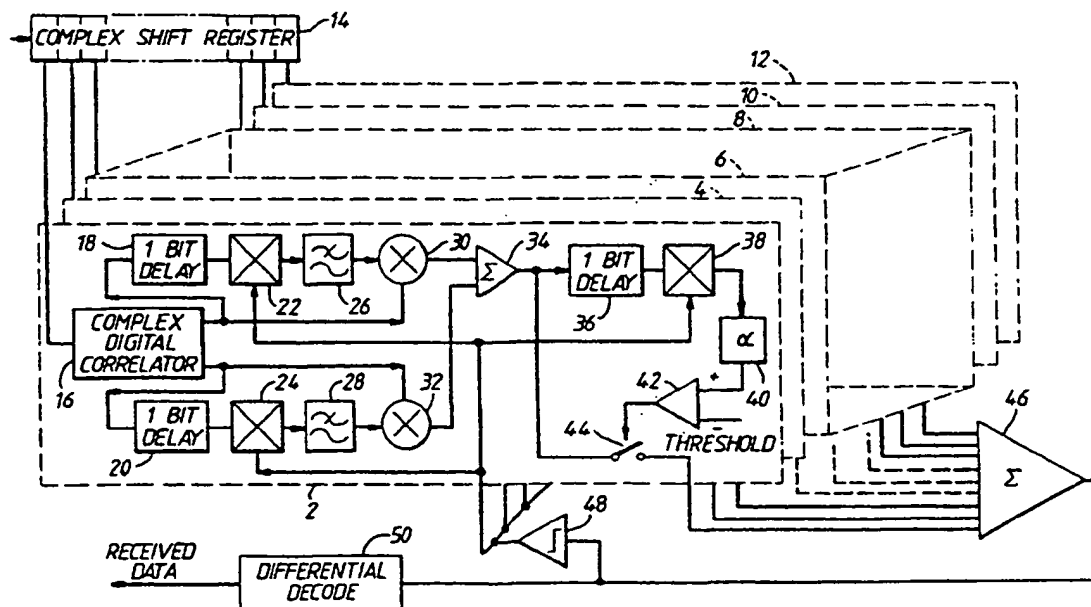 COMPLEX SHIFT REGISTER
14
12
10
8
6
4
18
1 BIT
DELAY
22
26
30
34
Σ
1 BIT
DELAY
36
38
COMPLEX
DIGITAL
CORRELATOR
16
24
28
32
42
+
α
40
-
THRESHOLD
44
46
Σ
1 BIT
DELAY
20
2
48
RECEIVED
DATA
50
DIFFERENTIAL
DECODE